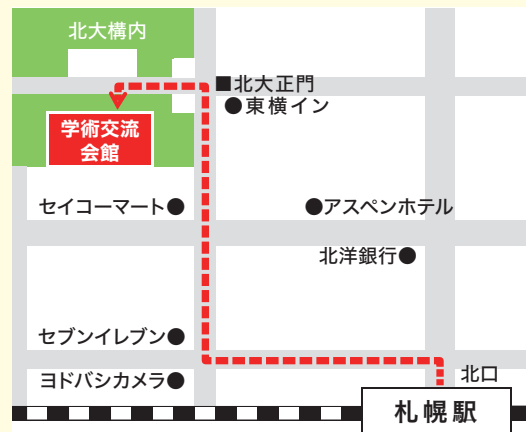 北大構内
■北大正門
●東横イン
学術交流
会館
セイコーマート●
●アスペンホテル
北洋銀行●
セブンイレブン●
ヨドバシカメラ●
北口
札幌駅